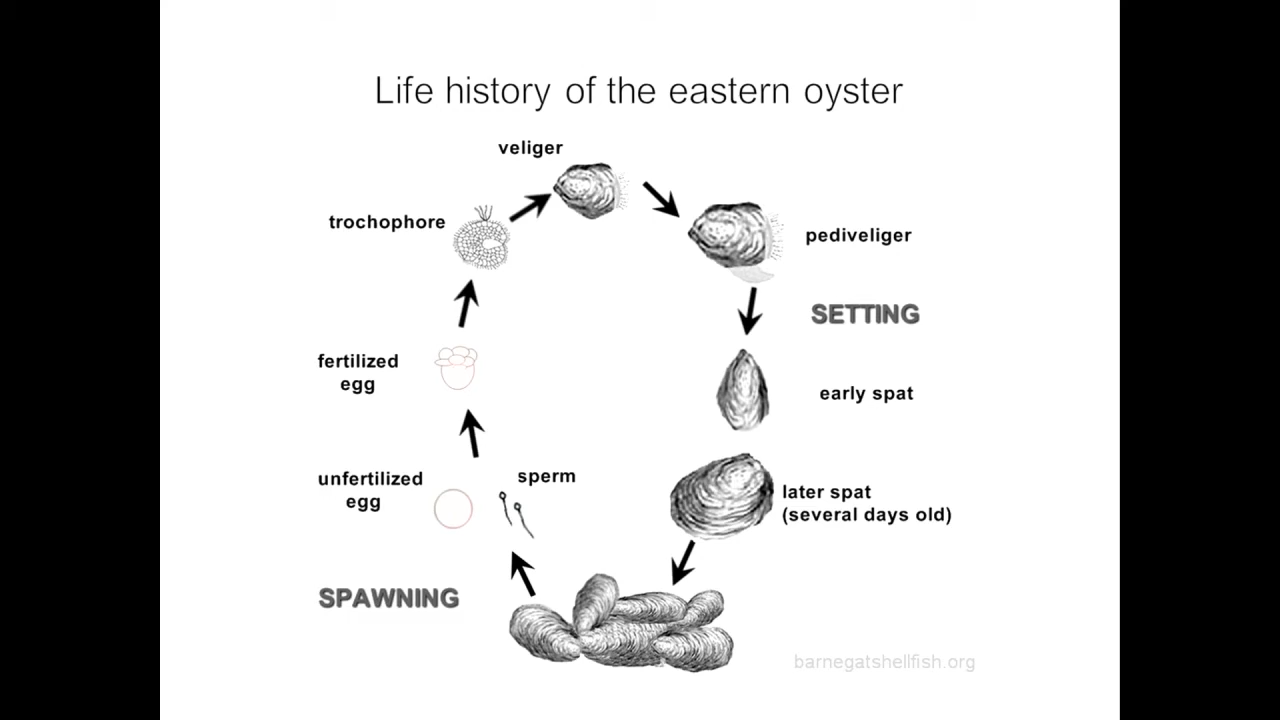 Life history of the eastern oyster
veliger
trochophore
pediveliger
SETTING
fertilized
egg
early spat
unfertilized
egg
sperm
later spat
(several days old)
SPAWNING
barnegatshellfish.org